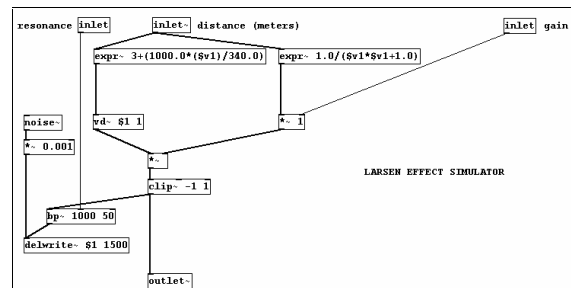 resonance inlet inlet~ distance (meters) inlet gain
expr~ 3+(1000.0*($v1)/340.0) expr~ 1.0/($v1*$v1+1.0)
noise~ vd~ $1 1 *~ 1
*~ 0.001
*~
LARSEN EFFECT SIMULATOR
clip~ -1 1
bp~ 1000 50
delwrite~ $1 1500
outlet~